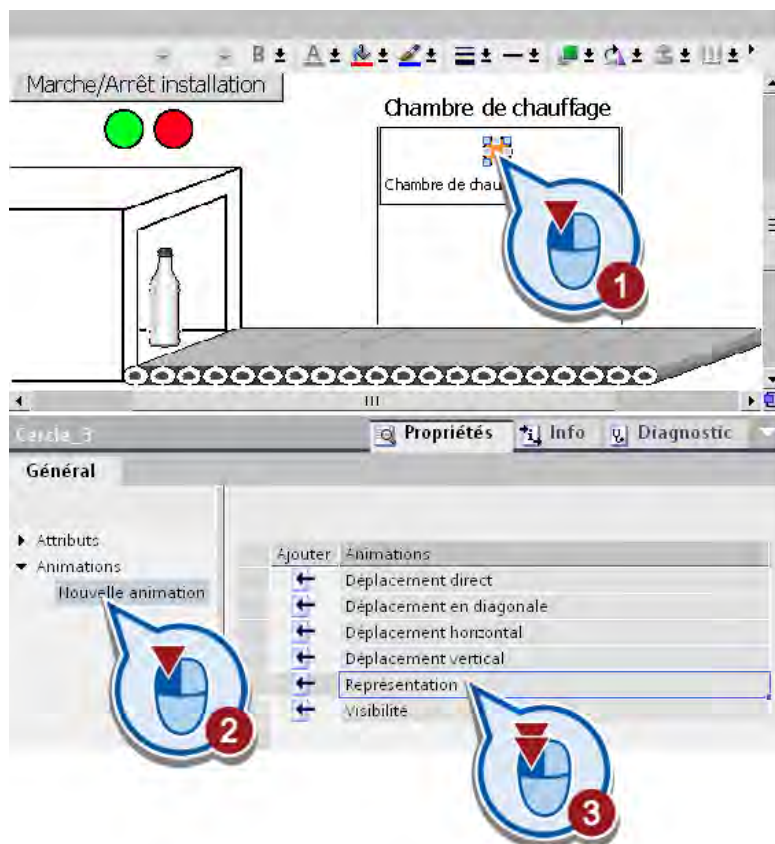 B A
Marche/Arrêt installation
Chambre de chauffage
Chambre de chau
1
III
Cercle_3
Propriétés Info Diagnostic
Général
Attributs
Animations
Nouvelle animation
Ajouter Animations
Déplacement direct
Déplacement en diagonale
Déplacement horizontal
Déplacement vertical
Représentation
Visibilité
2
3